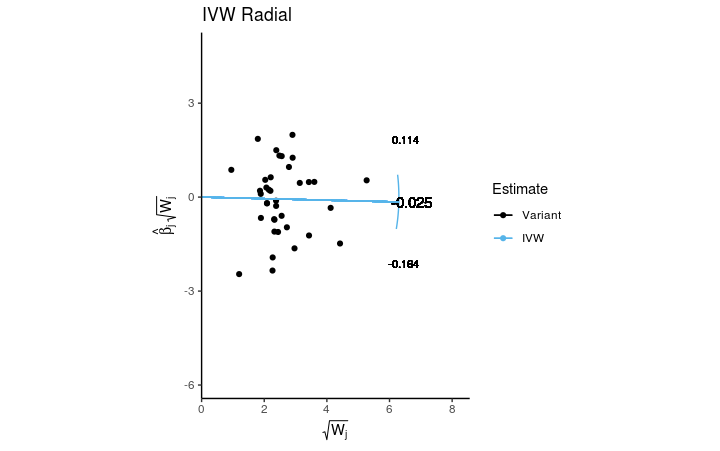 IVW Radial
3
0
-3
-6
β̂j√Wj
0.114
-0.025
-0.164
0
2
4
6
8
√Wj
Estimate
Variant
IVW